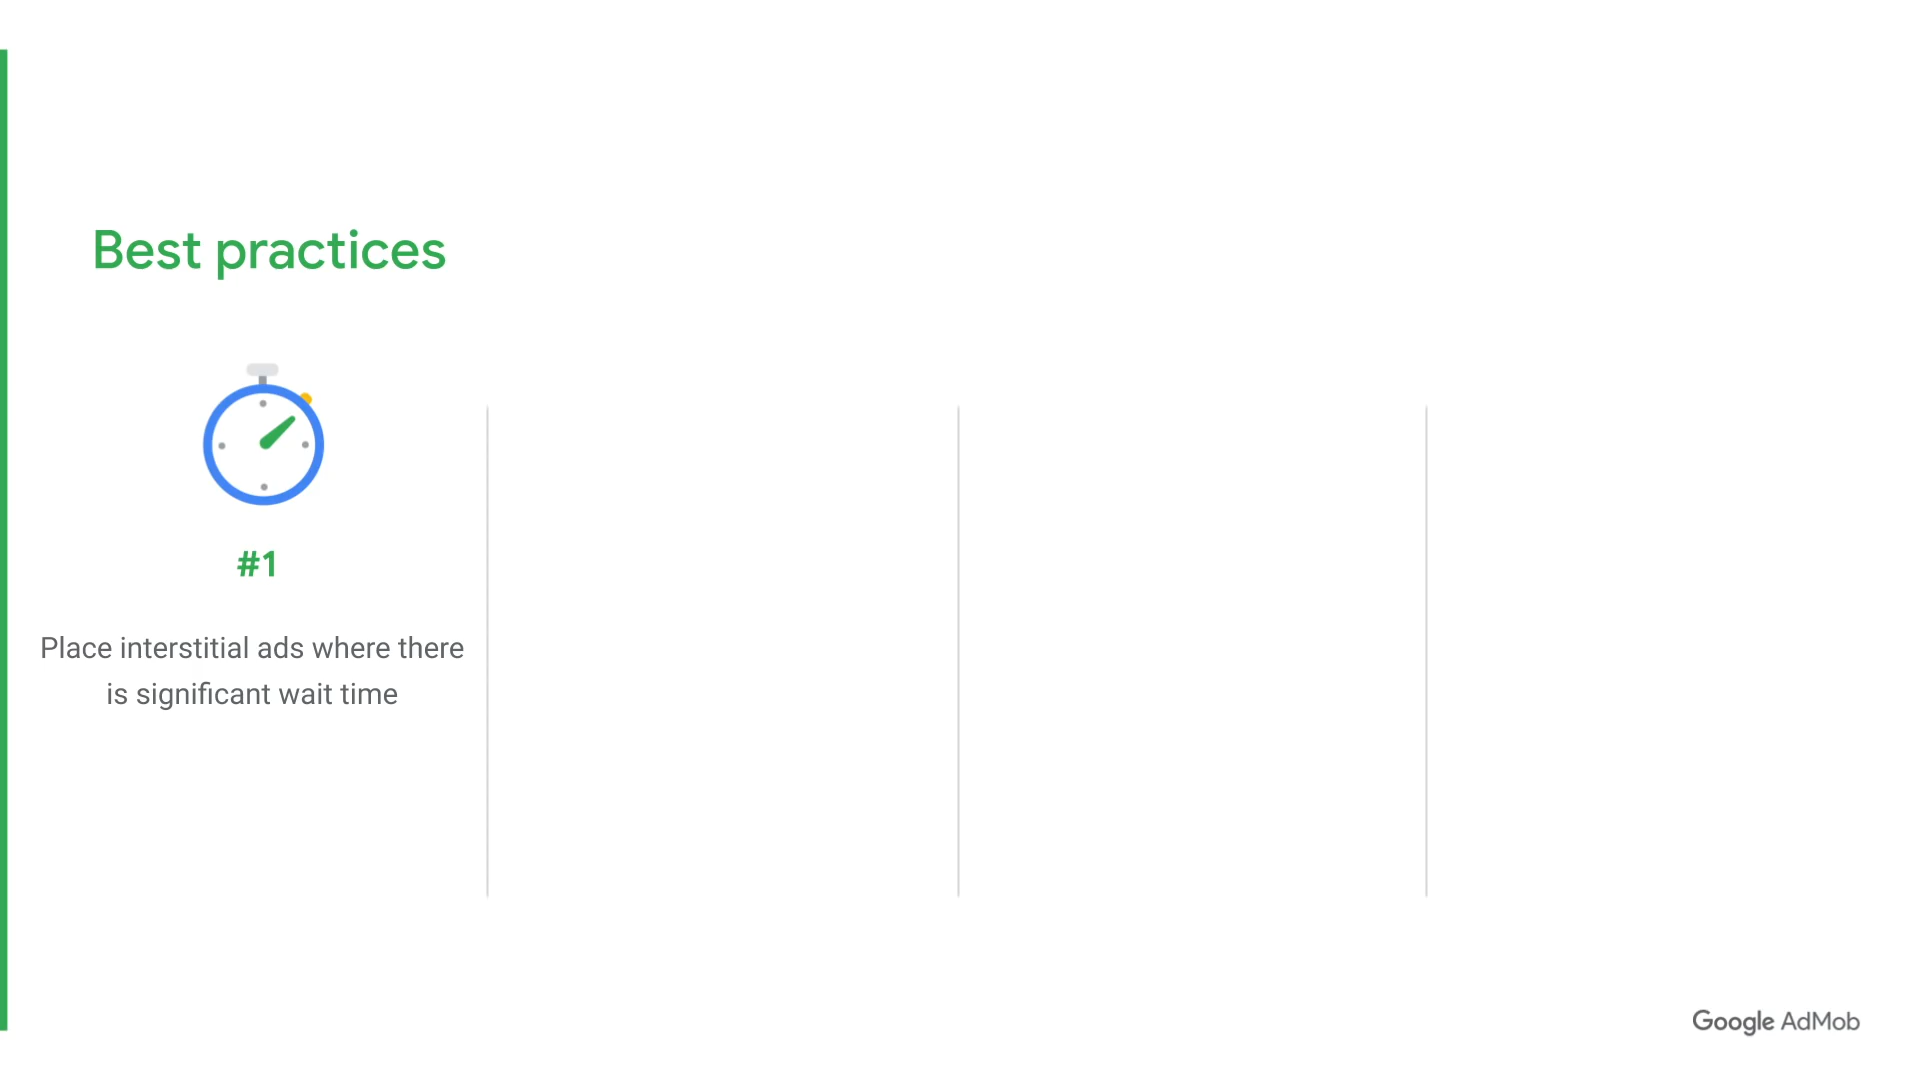 Best practices
#1
Place interstitial ads where there
is significant wait time
Google AdMob